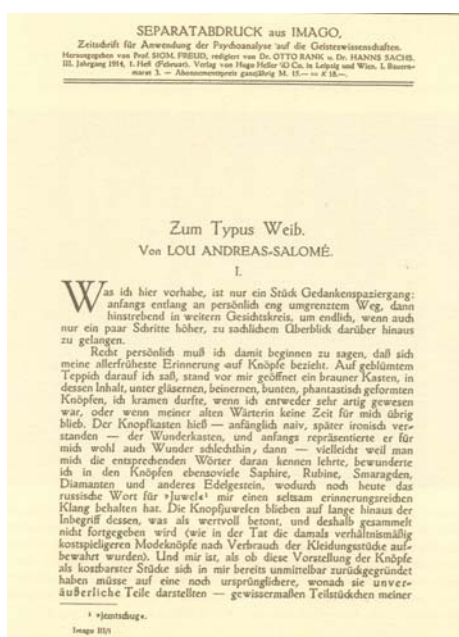 SEPARATABDRUCK aus IMAGO,
Zeitschrift für Anwendung der Psychoanalyse auf die Geisteswissenschaften.
Herausgegeben von Prof. SIGM. FREUD, redigiert von Dr. OTTO RANK u. Dr. HANNS SACHS.
III. Jahrgang 1914, 1. Heft (Februar). Verlag von Hugo Heller & Co. in Leipzig und Wien, I. Bauern-
markt 3. — Abonnementspreis ganzjährig M. 15.— = K 18.—.
Zum Typus Weib.
Von LOU ANDREAS-SALOMÉ.
I.
Was ich hier vorhabe, ist nur ein Stück Gedankenspaziergang:
anfangs entlang an persönlich eng umgrenztem Weg, dann
hinstrebend in weitern Gesichtskreis, um endlich, wenn auch
nur ein paar Schritte höher, zu sachlichem Überblick darüber hinaus
zu gelangen.
Recht persönlich muß ich damit beginnen zu sagen, daß sich
meine allerfrüheste Erinnerung auf Knöpfe bezieht. Auf geblümtem
Teppich darauf ich saß, stand vor mir geöffnet ein brauner Kasten, in
dessen Inhalt, unter gläsernen, beinernen, bunten, phantastisch geformten
Knöpfen, ich kramen durfte, wenn ich entweder sehr artig gewesen
war, oder wenn meiner alten Wärterin keine Zeit für mich übrig
blieb. Der Knopfkasten hieß — anfänglich naiv, später ironisch ver-
standen — der Wunderkasten, und anfangs repräsentierte er für
mich wohl auch Wunder schlechthin, dann — vielleicht weil man
mich die entsprechenden Wörter daran kennen lehrte, bewunderte
ich in den Knöpfen ebensoviele Saphire, Rubine, Smaragden,
Diamanten und anderes Edelgestein, wodurch noch heute das
russische Wort für »Juwel«¹ mir einen seltsam erinnerungsreichen
Klang behalten hat. Die Knopfjuwelen blieben auf lange hinaus der
Inbegriff dessen, was als wertvoll betont, und deshalb gesammelt
nicht fortgegeben wird (wie in der Tat die damals verhältnismäßig
kostspieligeren Modeknöpfe nach Verbrauch der Kleidungsstücke auf-
bewahrt wurden). Und mir ist, als ob diese Vorstellung der Knöpfe
als kostbarster Stücke sich in mir bereits unmittelbar zurückgegründet
haben müsse auf eine noch ursprünglichere, wonach sie unver-
äußerliche Teile darstellten — gewissermaßen Teilstückchen meiner
¹ »Jemtschug«.
Imago III/1